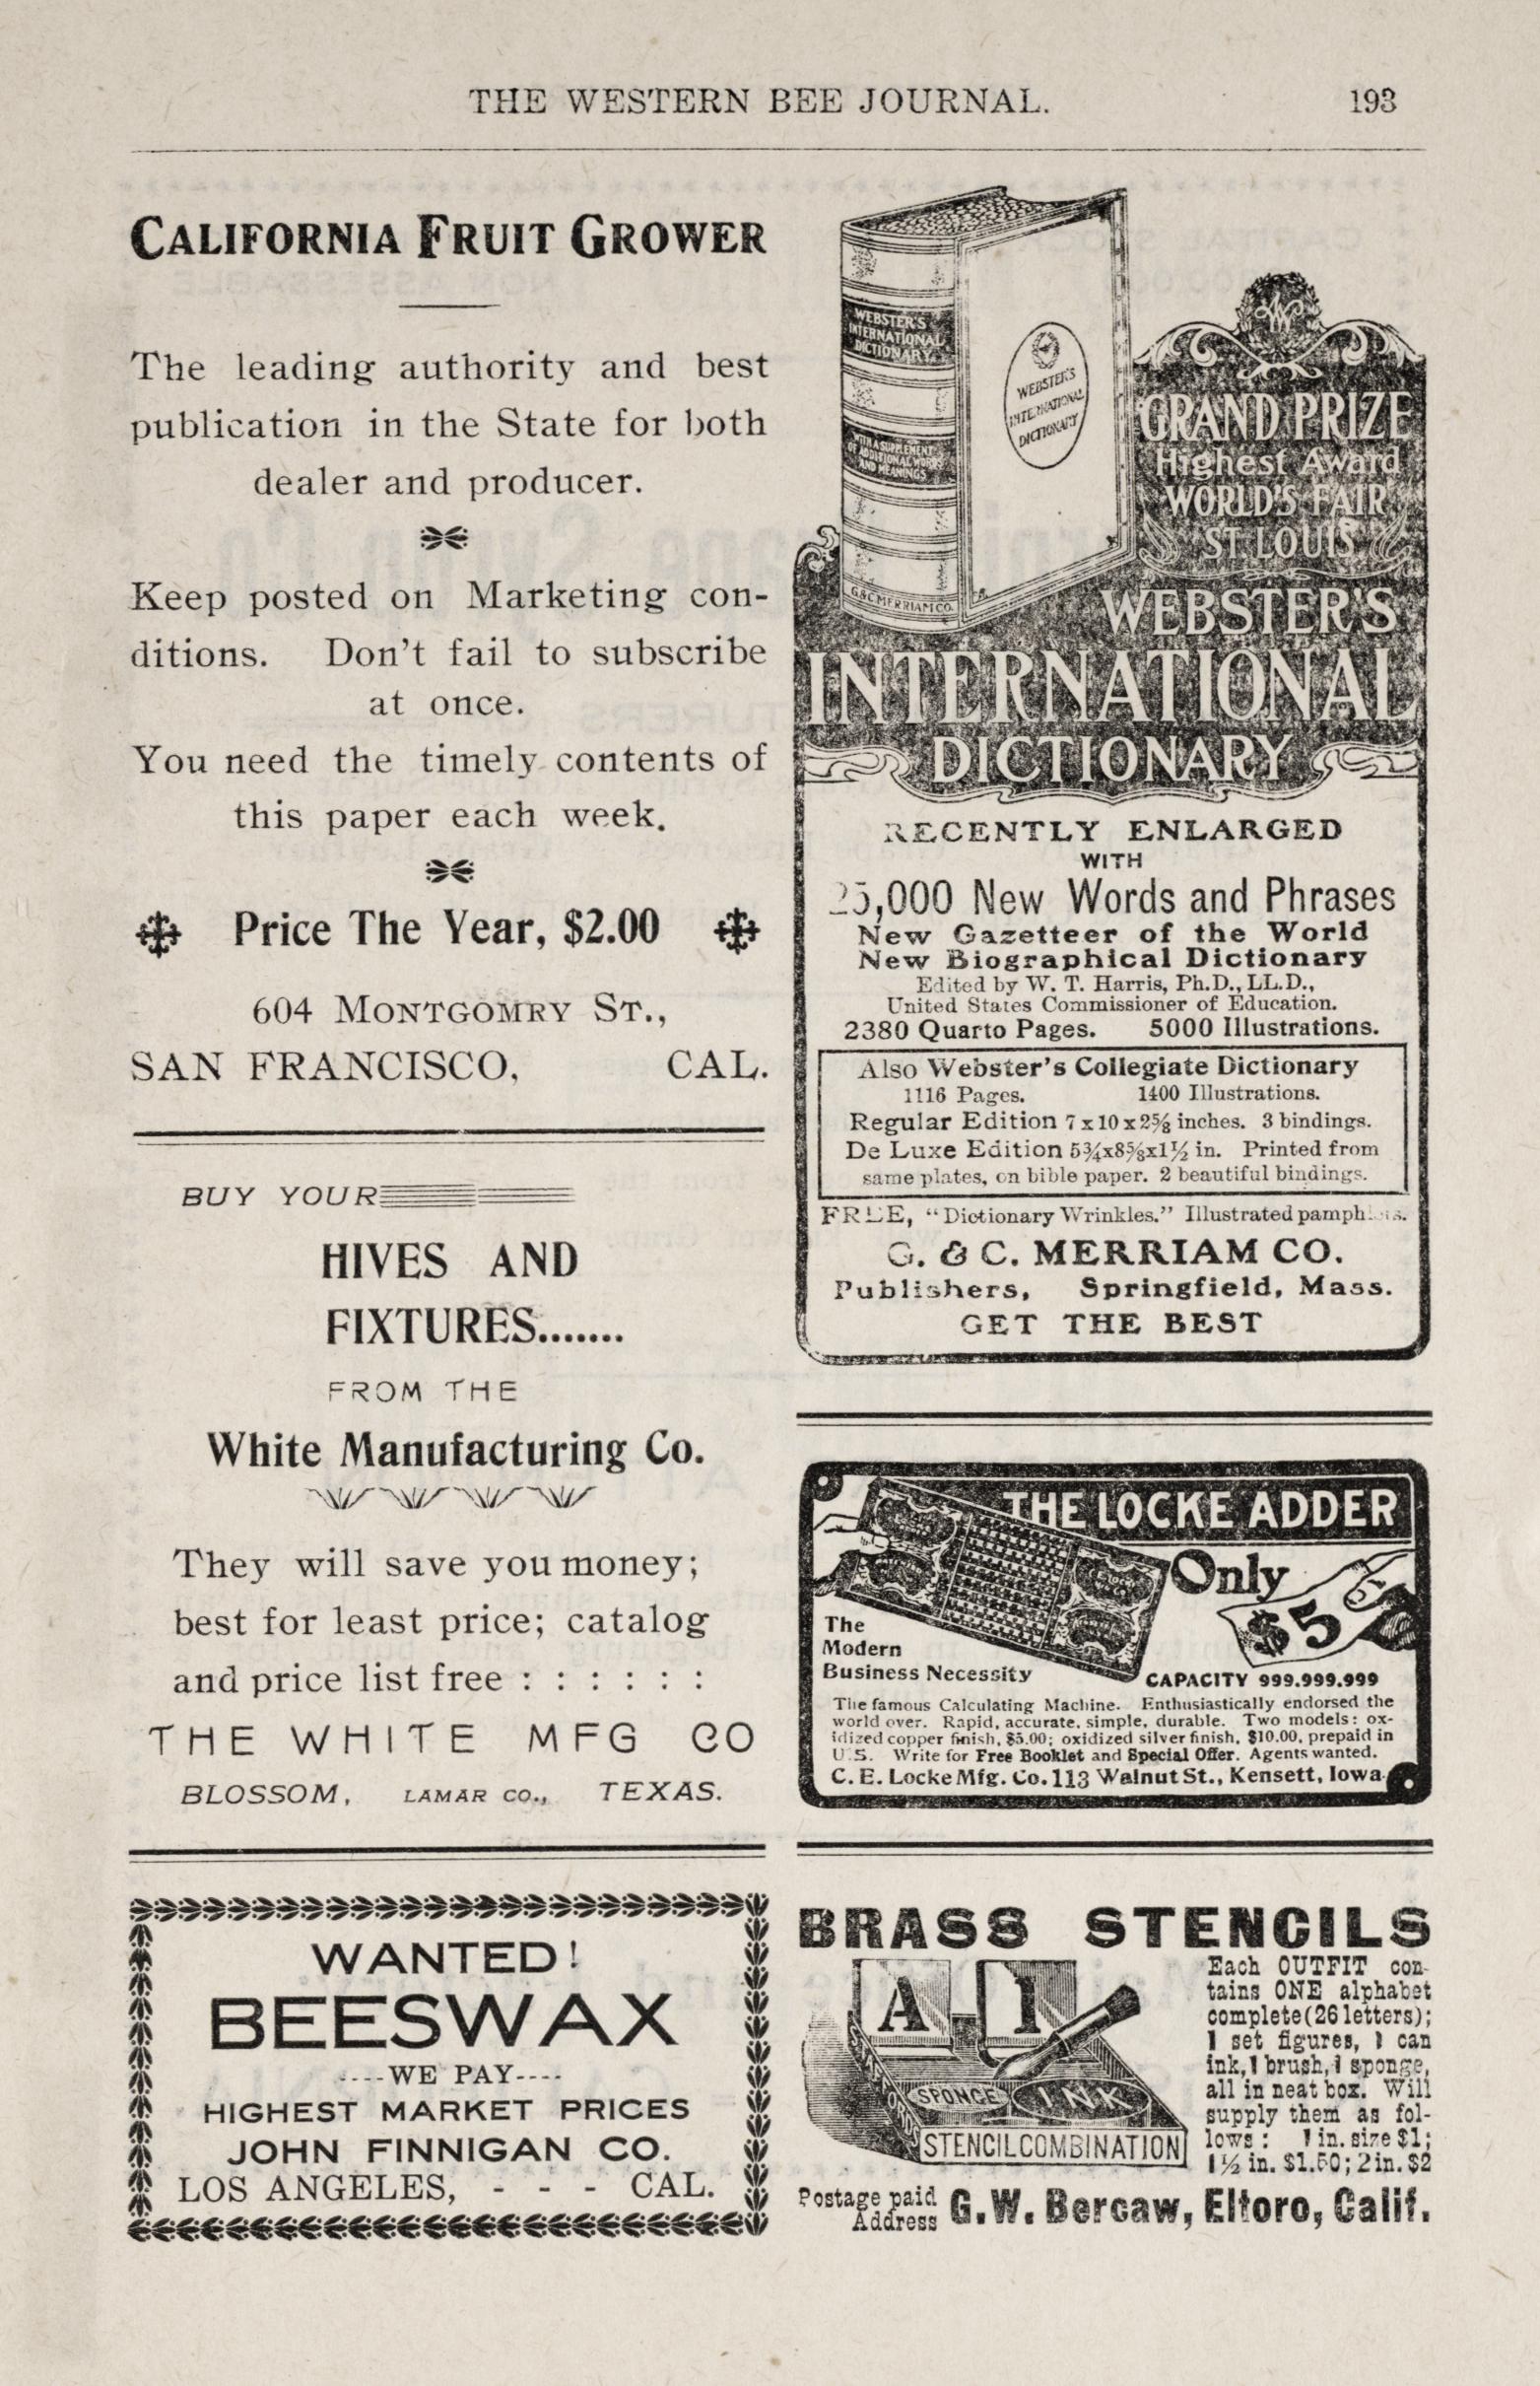 THE WESTERN BEE JOURNAL. 193
CALIFORNIA FRUIT GROWER
The leading authority and best
publication in the State for both
dealer and producer.
Keep posted on Marketing con-
ditions. Don't fail to subscribe
at once.
You need the timely contents of
this paper each week.
Price The Year, $2.00
604 MONTGOMRY ST.,
SAN FRANCISCO, CAL.
BUY YOUR
HIVES AND
FIXTURES.......
FROM THE
White Manufacturing Co.
They will save you money;
best for least price; catalog
and price list free : : : : : :
THE WHITE MFG CO
BLOSSOM, LAMAR CO., TEXAS.
WANTED!
BEESWAX
----WE PAY----
HIGHEST MARKET PRICES
JOHN FINNIGAN CO.
LOS ANGELES, - - - CAL.
WEBSTER'S
INTERNATIONAL
DICTIONARY
WITH A SUPPLEMENT
OF ADDITIONAL WORDS
AND MEANINGS
G.&C. MERRIAM CO.
WEBSTER'S
INTERNATIONAL
DICTIONARY
GRAND PRIZE
Highest Award
WORLD'S FAIR
ST. LOUIS
WEBSTER'S
INTERNATIONAL
DICTIONARY
RECENTLY ENLARGED
WITH
25,000 New Words and Phrases
New Gazetteer of the World
New Biographical Dictionary
Edited by W. T. Harris, Ph.D., LL.D.,
United States Commissioner of Education.
2380 Quarto Pages. 5000 Illustrations.
Also Webster's Collegiate Dictionary
1116 Pages. 1400 Illustrations.
Regular Edition 7x10x2⅝ inches. 3 bindings.
De Luxe Edition 5¾x8⅝x1½ in. Printed from
same plates, on bible paper. 2 beautiful bindings.
FREE, "Dictionary Wrinkles." Illustrated pamphlets.
G. & C. MERRIAM CO.
Publishers, Springfield, Mass.
GET THE BEST
THE LOCKE ADDER
Only
$5
The
Modern
Business Necessity
CAPACITY 999.999.999
The famous Calculating Machine. Enthusiastically endorsed the
world over. Rapid, accurate, simple, durable. Two models: ox-
idized copper finish, $5.00; oxidized silver finish, $10.00, prepaid in
U.S. Write for Free Booklet and Special Offer. Agents wanted.
C. E. Locke Mfg. Co. 113 Walnut St., Kensett, Iowa.
BRASS STENCILS
A 1
SPONGE INK
STENCIL COMBINATION
Each OUTFIT con-
tains ONE alphabet
complete (26 letters);
1 set figures, 1 can
ink, 1 brush, 1 sponge,
all in neat box. Will
supply them as fol-
lows: 1 in. size $1;
1½ in. $1.50; 2 in. $2
Postage paid
Address G. W. Bercaw, Eltoro, Calif.